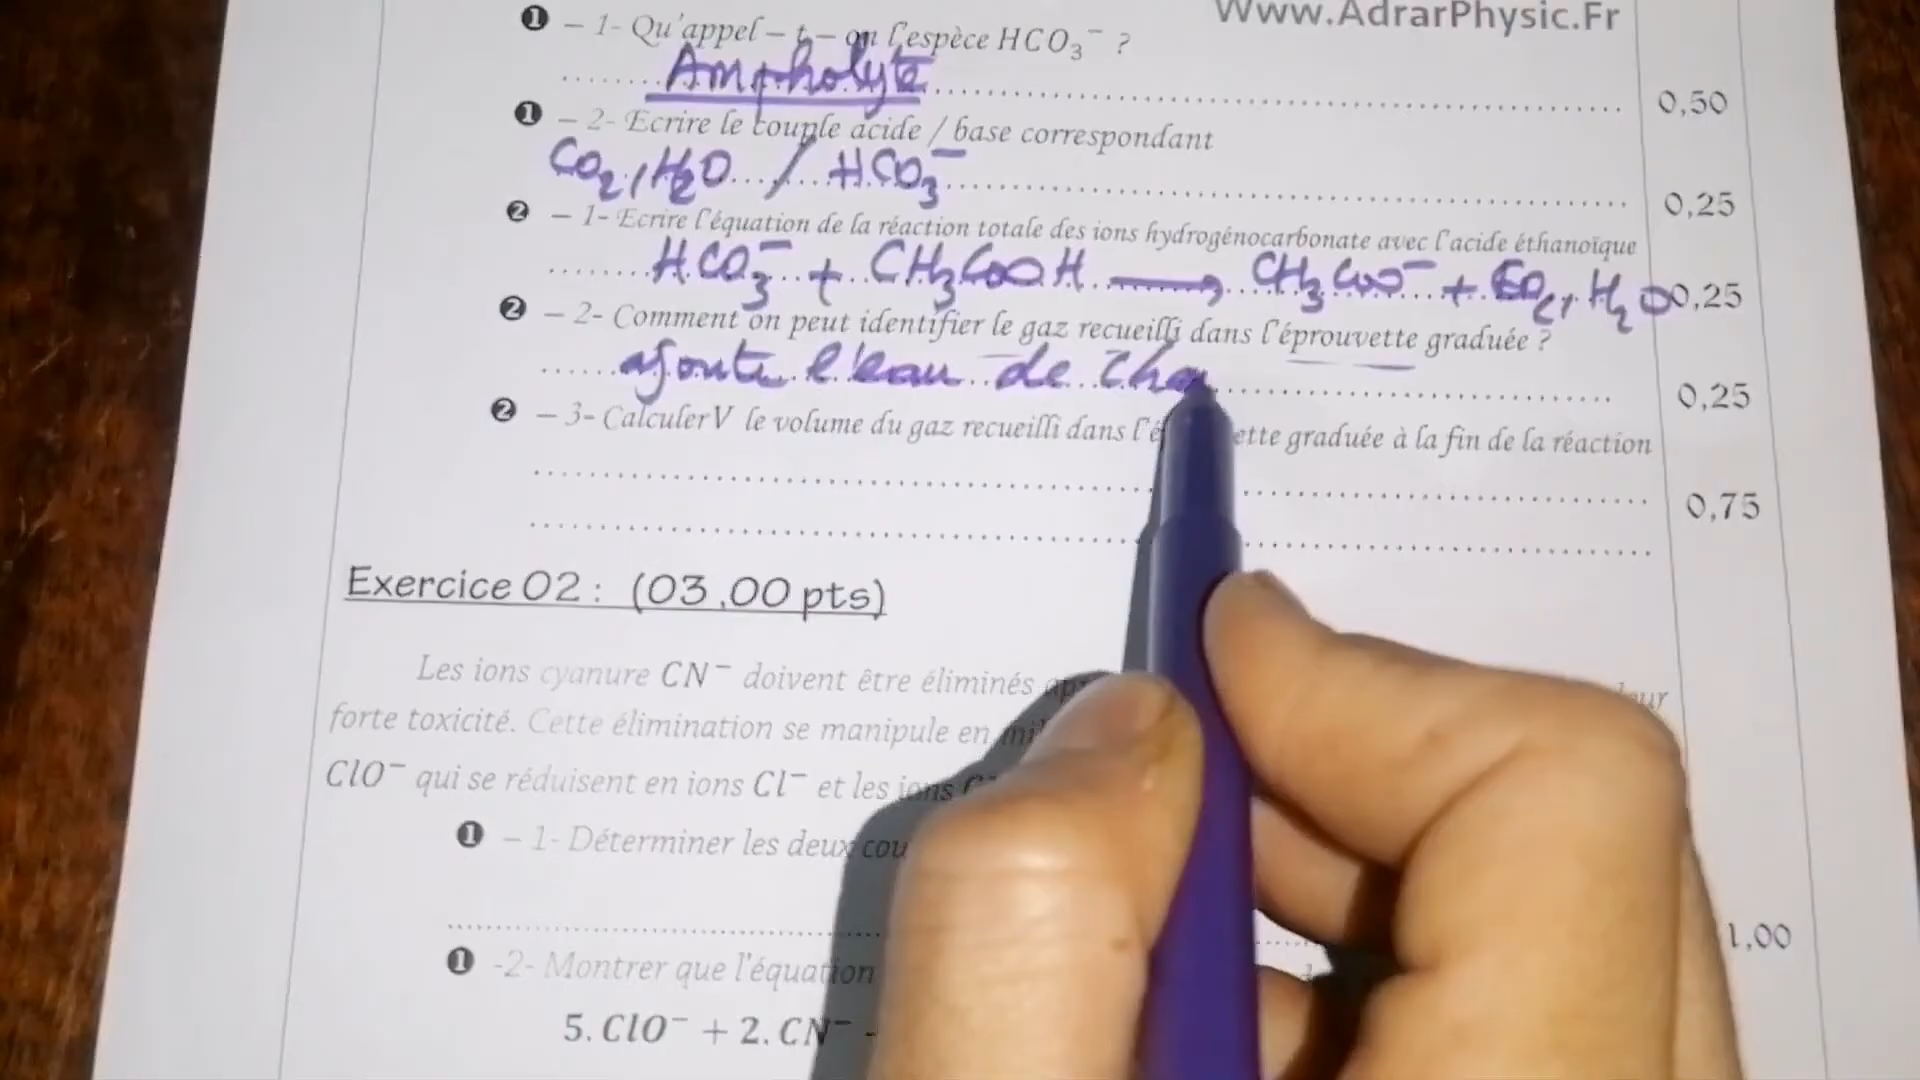 Www.AdrarPhysic.Fr
❶ – 1- Qu'appel – t – on l'espèce HCO₃⁻ ?
Ampholyte
0,50
❶ – 2- Ecrire le couple acide / base correspondant
CO₂,H₂O / HCO₃⁻
0,25
❷ – 1- Ecrire l'équation de la réaction totale des ions hydrogénocarbonate avec l'acide éthanoïque
HCO₃⁻ + CH₃COOH → CH₃COO⁻ + CO₂, H₂O 0,25
❷ – 2- Comment on peut identifier le gaz recueilli dans l'éprouvette graduée ?
ajoute l'eau de Cha
0,25
❷ – 3- Calculer V le volume du gaz recueilli dans l'é ette graduée à la fin de la réaction
0,75
Exercice 02 : (03 ,00 pts)
Les ions cyanure CN⁻ doivent être éliminés
forte toxicité. Cette élimination se manipule en
ClO⁻ qui se réduisent en ions Cl⁻ et les ions
❶ – 1- Déterminer les deux cou
1,00
❶ -2- Montrer que l'équation
5. ClO⁻ + 2. CN⁻